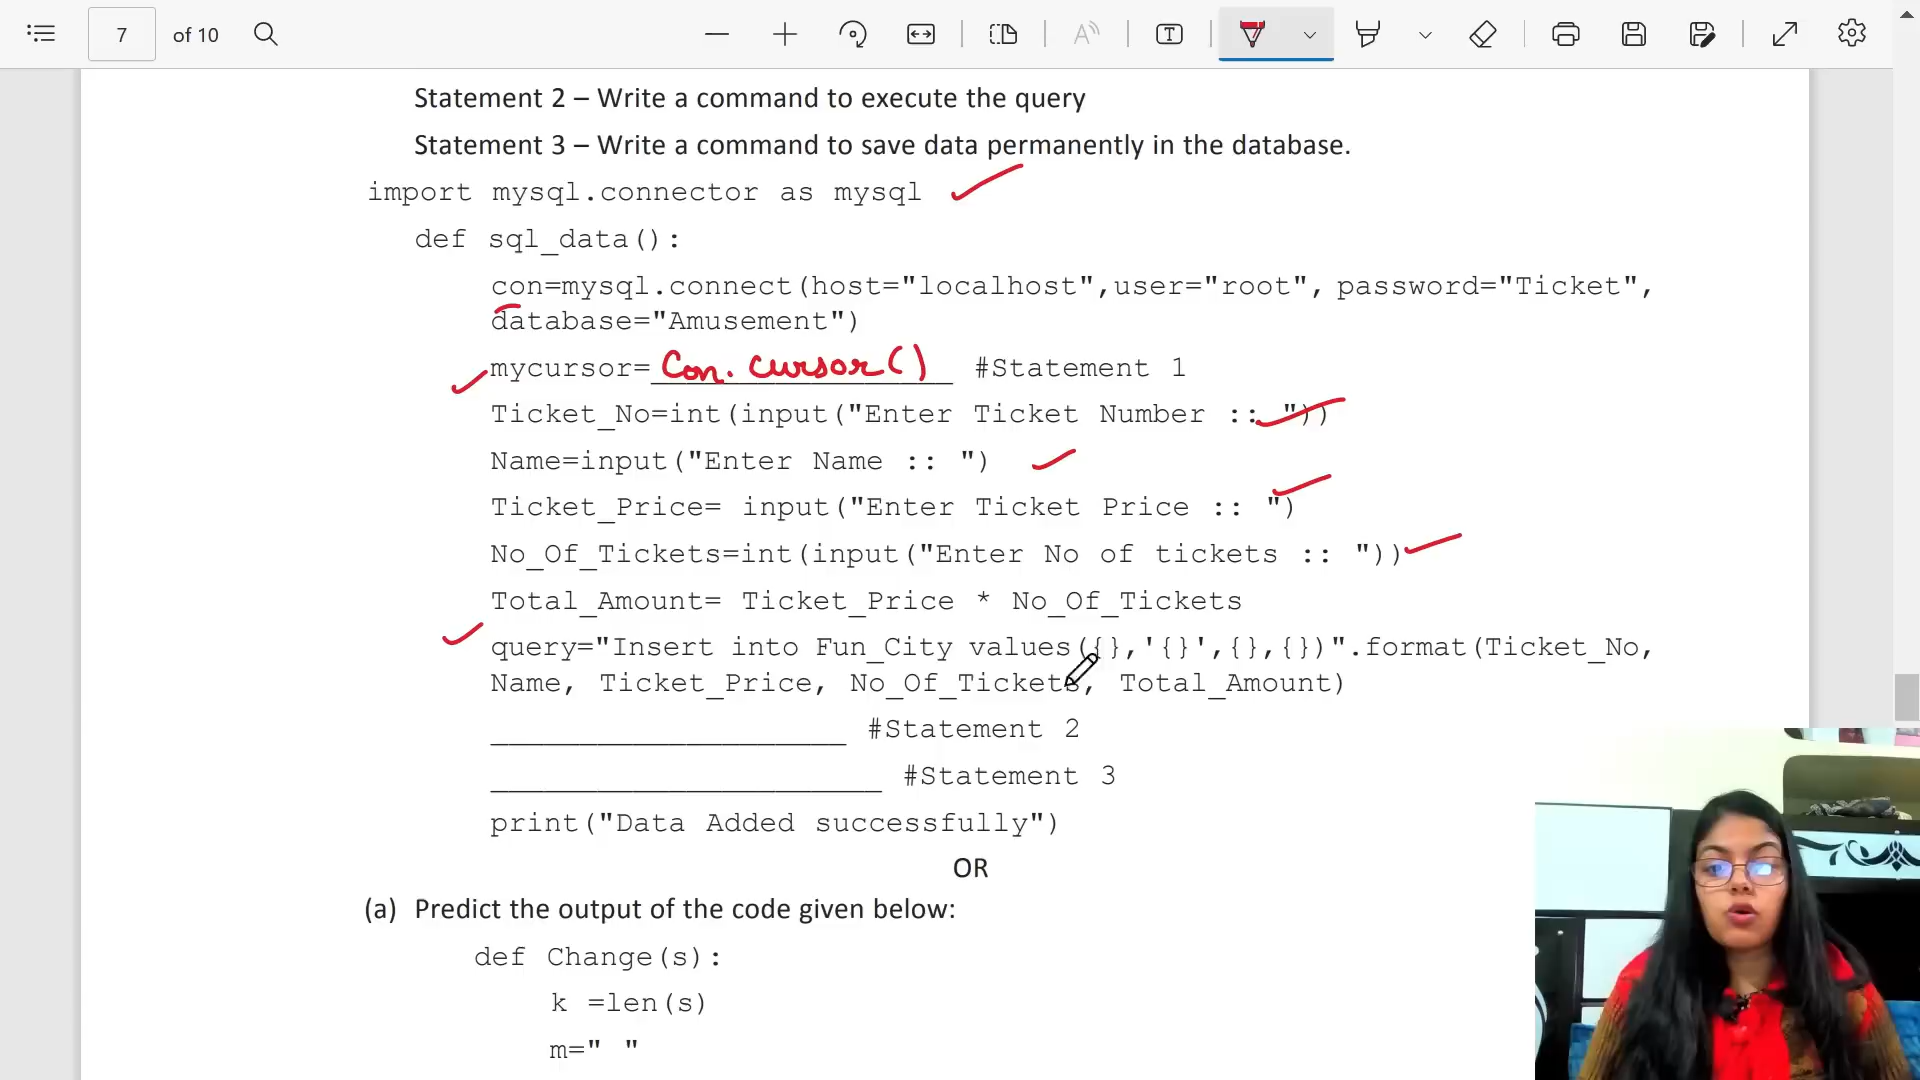 7 of 10
Statement 2 – Write a command to execute the query
Statement 3 – Write a command to save data permanently in the database.
import mysql.connector as mysql
def sql_data():
con=mysql.connect(host="localhost",user="root", password="Ticket",
database="Amusement")
mycursor= Con. cursor() #Statement 1
Ticket_No=int(input("Enter Ticket Number :: "))
Name=input("Enter Name :: ")
Ticket_Price= input("Enter Ticket Price :: ")
No_Of_Tickets=int(input("Enter No of tickets :: "))
Total_Amount= Ticket_Price * No_Of_Tickets
query="Insert into Fun_City values({},'{}',{},{})".format(Ticket_No,
Name, Ticket_Price, No_Of_Tickets, Total_Amount)
____________________ #Statement 2
______________________ #Statement 3
print("Data Added successfully")
OR
(a) Predict the output of the code given below:
def Change(s):
k =len(s)
m=" "